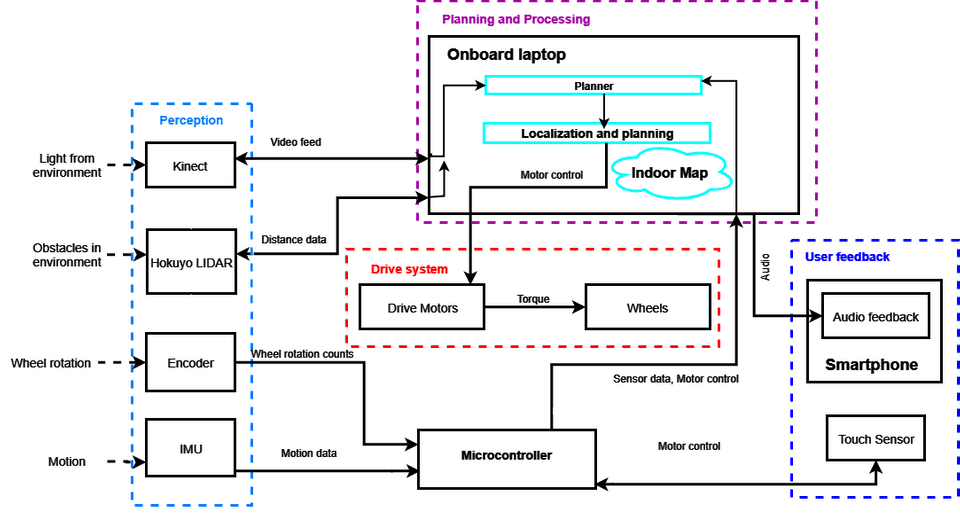 Planning and Processing
Onboard laptop
Planner
Localization and planning
Indoor Map
Motor control
Perception
Light from
environment
Kinect
Video feed
Obstacles in
environment
Hokuyo LIDAR
Distance data
Wheel rotation
Encoder
Wheel rotation counts
Motion
IMU
Motion data
Drive system
Drive Motors
Torque
Wheels
Sensor data, Motor control
Microcontroller
Motor control
Audio
User feedback
Audio feedback
Smartphone
Touch Sensor